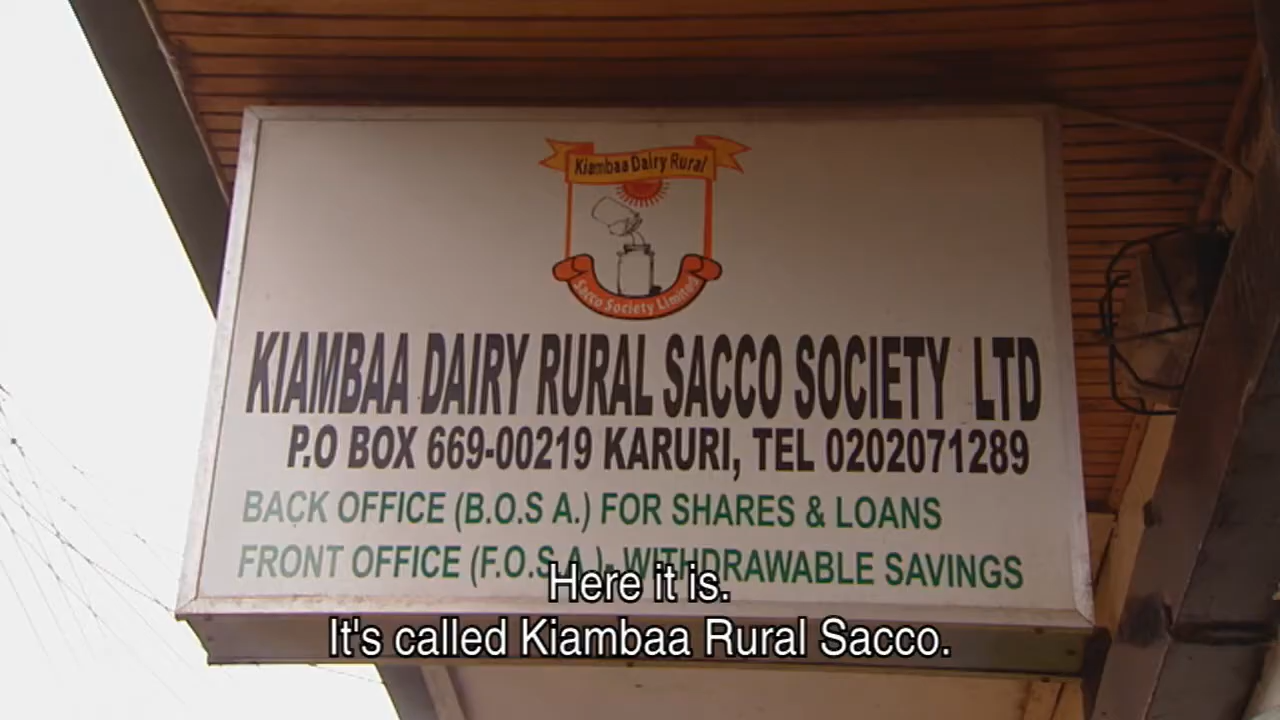 Kiambaa Dairy Rural
Sacco Society Limited
KIAMBAA DAIRY RURAL SACCO SOCIETY LTD
P.O BOX 669-00219 KARURI, TEL 0202071289
BACK OFFICE (B.O.S A.) FOR SHARES & LOANS
FRONT OFFICE (F.O.S.A.)- WITHDRAWABLE SAVINGS
Here it is.
It's called Kiambaa Rural Sacco.